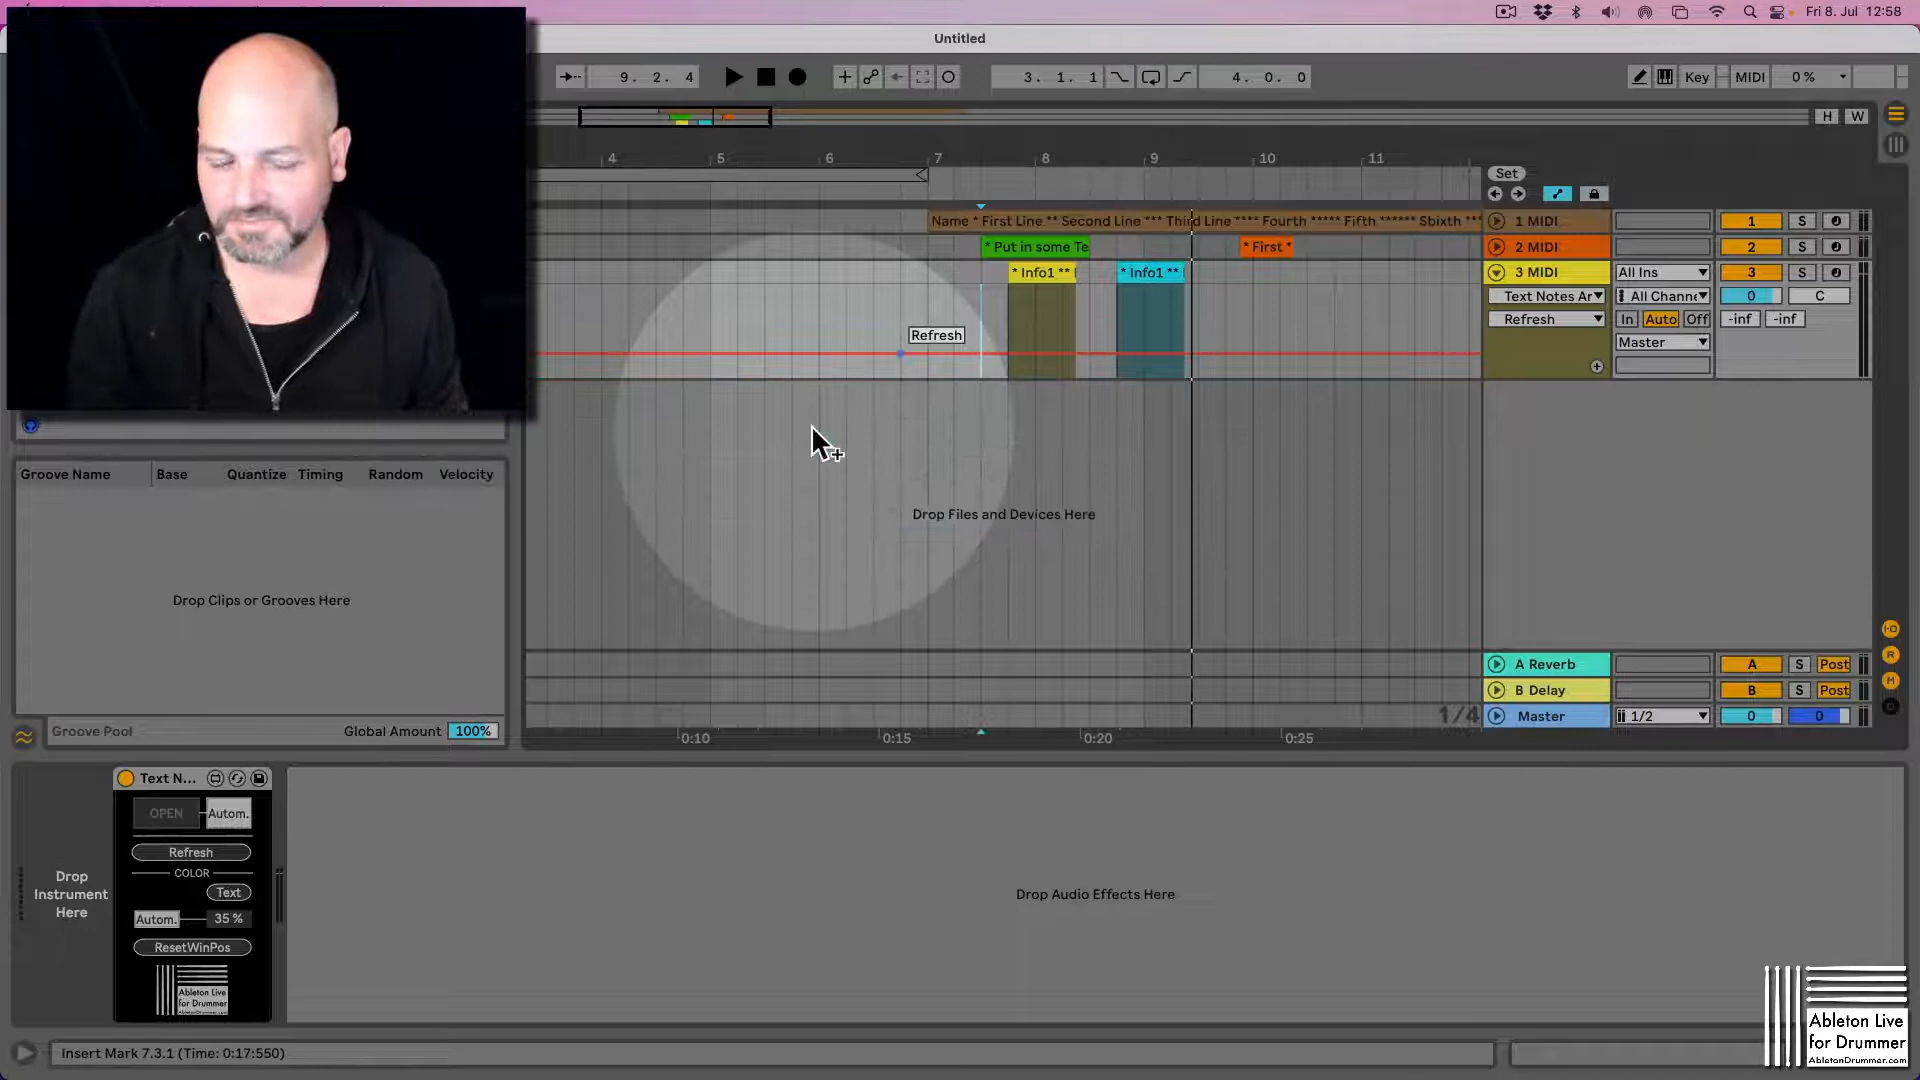 Fri 8. Jul 12:58
Untitled
9. 2. 4
3. 1. 1
4. 0. 0
Key
MIDI
0 %
H
W
4
5
6
7
8
9
10
11
Set
Name * First Line ** Second Line *** Third Line **** Fourth ***** Fifth ****** Sbixth ***
1 MIDI
1
S
* Put in some Te
* First *
2 MIDI
2
S
* Info1 **
* Info1 **
3 MIDI
All Ins
3
S
Text Notes Ar
All Channe
0
C
Refresh
Refresh
In
Auto
Off
-inf
-inf
Master
Groove Name
Base
Quantize
Timing
Random
Velocity
Drop Files and Devices Here
Drop Clips or Grooves Here
A Reverb
A
S
Post
B Delay
B
S
Post
1/4
Master
1/2
0
0
Groove Pool
Global Amount
100%
0:10
0:15
0:20
0:25
Text N...
OPEN
Autom.
Refresh
COLOR
Text
Autom.
35 %
ResetWinPos
Ableton Live
for Drummer
AbletonDrummer.com
Drop
Instrument
Here
Drop Audio Effects Here
Insert Mark 7.3.1 (Time: 0:17:550)
Ableton Live
for Drummer
AbletonDrummer.com